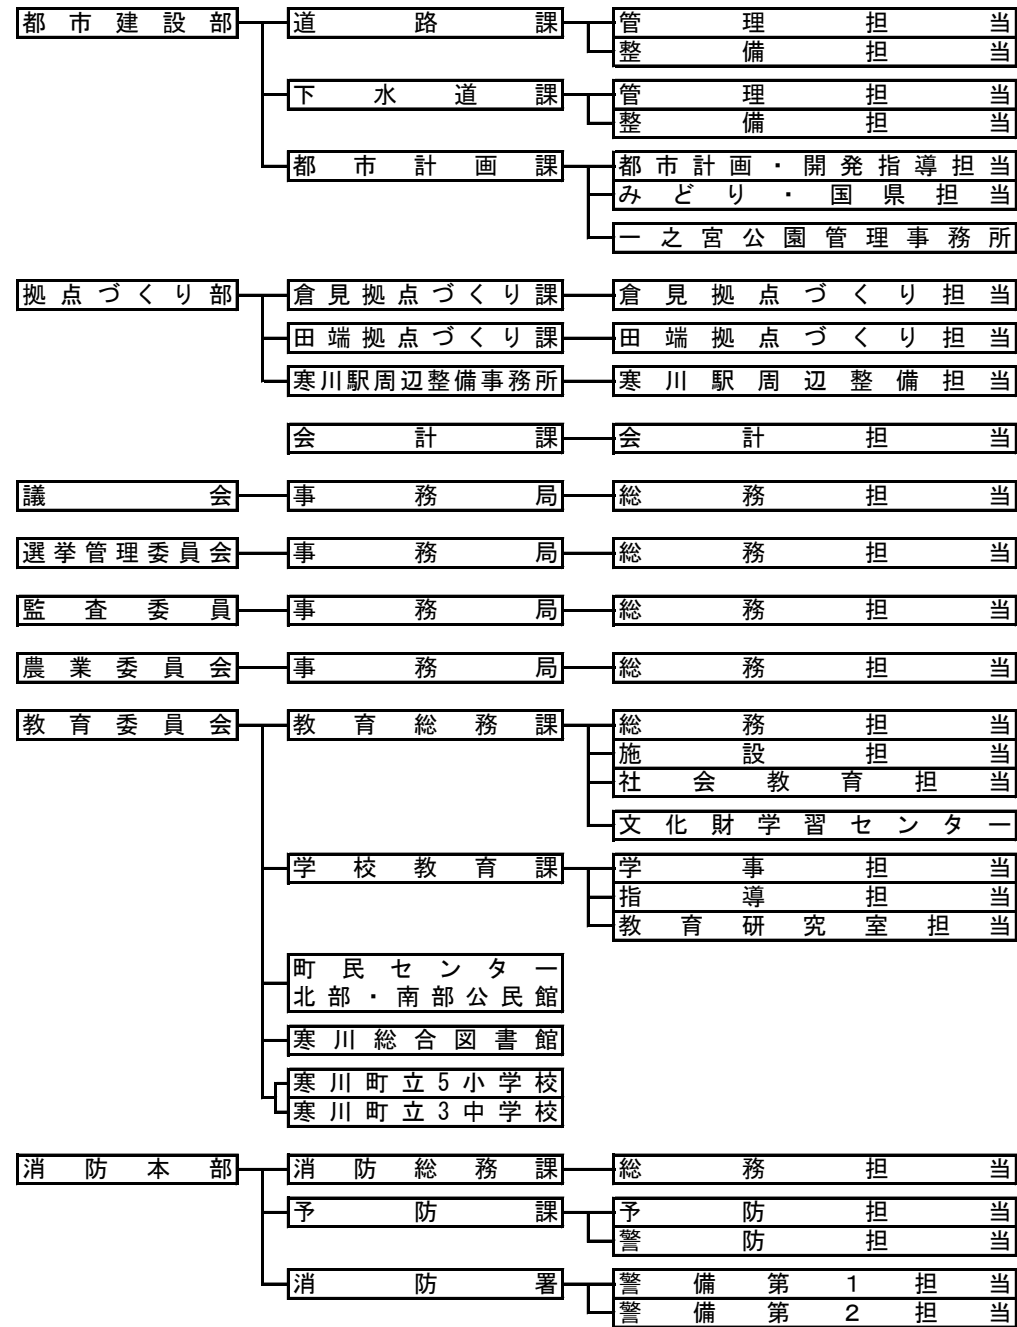 都市建設部 道路課 管理担当
整備担当
下水道課 管理担当
整備担当
都市計画課 都市計画・開発指導担当
みどり・国県担当
一之宮公園管理事務所
拠点づくり部 倉見拠点づくり課 倉見拠点づくり担当
田端拠点づくり課 田端拠点づくり担当
寒川駅周辺整備事務所 寒川駅周辺整備担当
会計課 会計担当
議会 事務局 総務担当
選挙管理委員会 事務局 総務担当
監査委員 事務局 総務担当
農業委員会 事務局 総務担当
教育委員会 教育総務課 総務担当
施設担当
社会教育担当
文化財学習センター
学校教育課 学事担当
指導担当
教育研究室担当
町民センター
北部・南部公民館
寒川総合図書館
寒川町立5小学校
寒川町立3中学校
消防本部 消防総務課 総務担当
予防課 予防担当
警防担当
消防署 警備第1担当
警備第2担当